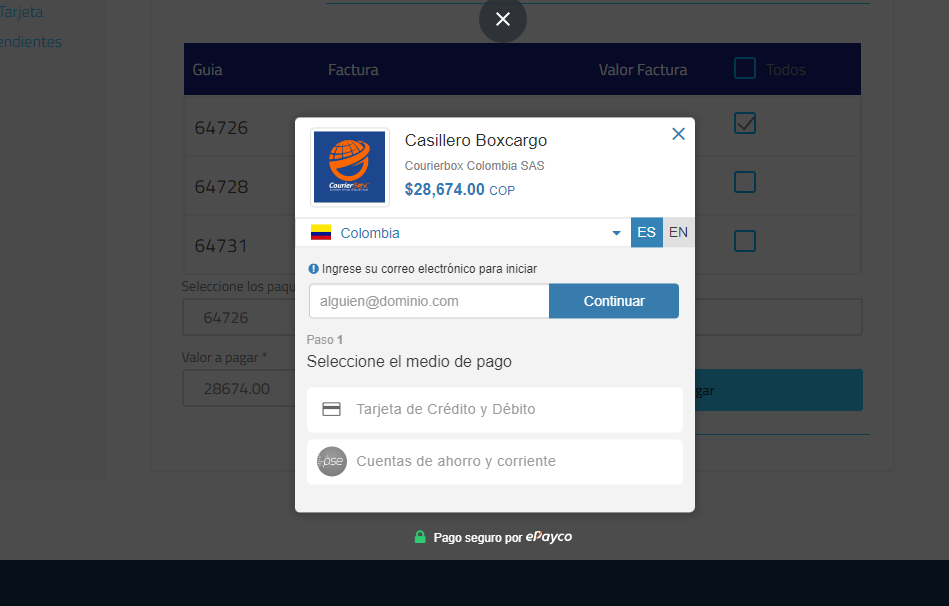 Tarjeta
endientes
Guia Factura Valor Factura Todos
64726
64728
64731
Seleccione los paqu
64726
Valor a pagar *
28674.00
gar
CourierBox
Casillero Boxcargo
Courierbox Colombia SAS
$28,674.00 COP
Colombia ES EN
Ingrese su correo electrónico para iniciar
alguien@dominio.com Continuar
Paso 1
Seleccione el medio de pago
Tarjeta de Crédito y Débito
pse Cuentas de ahorro y corriente
Pago seguro por ePayco